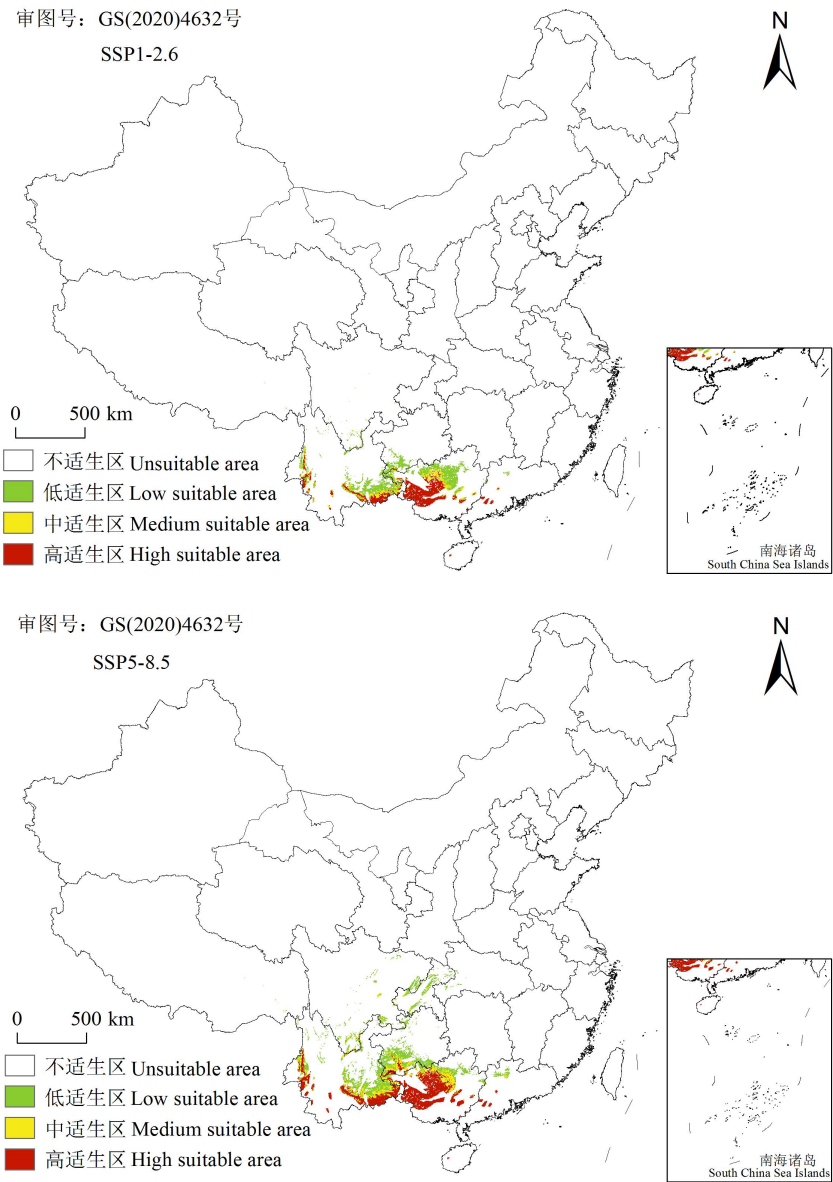 审图号：GS(2020)4632号
SSP1-2.6
N
0 500 km
不适生区 Unsuitable area
低适生区 Low suitable area
中适生区 Medium suitable area
高适生区 High suitable area
南海诸岛
South China Sea Islands
审图号：GS(2020)4632号
SSP5-8.5
N
0 500 km
不适生区 Unsuitable area
低适生区 Low suitable area
中适生区 Medium suitable area
高适生区 High suitable area
南海诸岛
South China Sea Islands